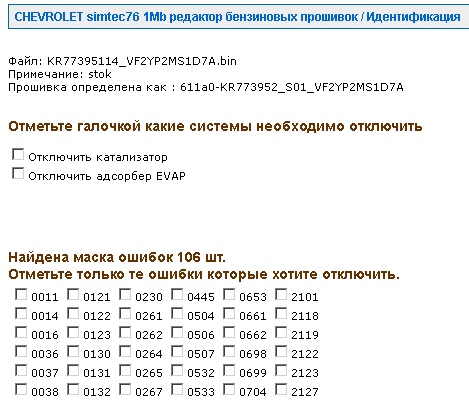 CHEVROLET simtec76 1Mb редактор бензиновых прошивок / Идентификация
Файл: KR77395114_VF2YP2MS1D7A.bin
Примечание: stok
Прошивка определена как : 611a0-KR773952_S01_VF2YP2MS1D7A
Отметьте галочкой какие системы необходимо отключить
Отключить катализатор
Отключить адсорбер EVAP
Найдена маска ошибок 106 шт.
Отметьте только те ошибки которые хотите отключить.
0011 0121 0230 0445 0653 2101
0014 0122 0261 0504 0661 2118
0016 0123 0262 0506 0662 2119
0036 0130 0264 0507 0698 2122
0037 0131 0265 0532 0699 2123
0038 0132 0267 0533 0704 2127